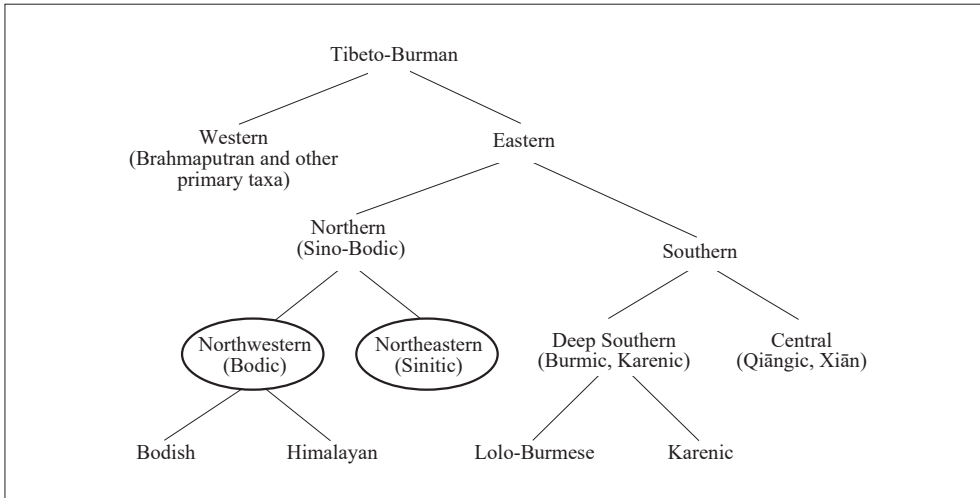 Tibeto-Burman
Western
(Brahmaputran and other
primary taxa)
Eastern
Northern
(Sino-Bodic)
Southern
Northwestern
(Bodic)
Northeastern
(Sinitic)
Deep Southern
(Burmic, Karenic)
Central
(Qiāngic, Xiān)
Bodish
Himalayan
Lolo-Burmese
Karenic